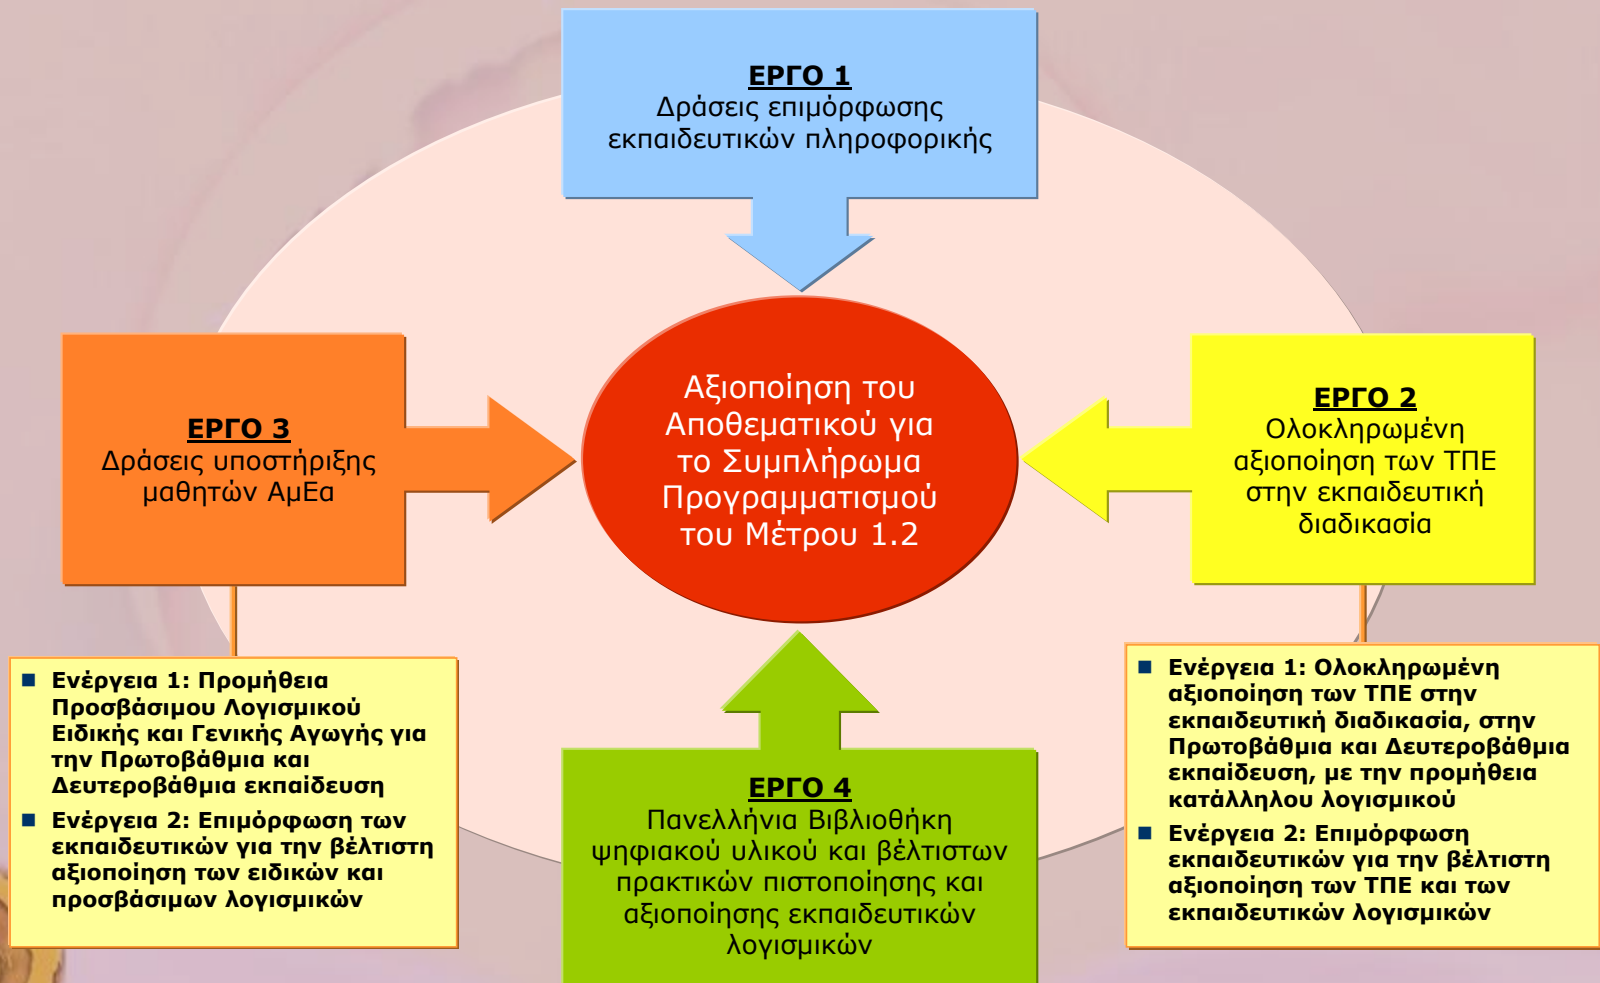 ΕΡΓΟ 1
Δράσεις επιμόρφωσης
εκπαιδευτικών πληροφορικής
ΕΡΓΟ 3
Δράσεις υποστήριξης
μαθητών ΑμΕα
Αξιοποίηση του
Αποθεματικού για
το Συμπλήρωμα
Προγραμματισμού
του Μέτρου 1.2
ΕΡΓΟ 2
Ολοκληρωμένη
αξιοποίηση των ΤΠΕ
στην εκπαιδευτική
διαδικασία
■ Ενέργεια 1: Προμήθεια
Προσβάσιμου Λογισμικού
Ειδικής και Γενικής Αγωγής για
την Πρωτοβάθμια και
Δευτεροβάθμια εκπαίδευση
■ Ενέργεια 2: Επιμόρφωση των
εκπαιδευτικών για την βέλτιστη
αξιοποίηση των ειδικών και
προσβάσιμων λογισμικών
ΕΡΓΟ 4
Πανελλήνια Βιβλιοθήκη
ψηφιακού υλικού και βέλτιστων
πρακτικών πιστοποίησης και
αξιοποίησης εκπαιδευτικών
λογισμικών
■ Ενέργεια 1: Ολοκληρωμένη
αξιοποίηση των ΤΠΕ στην
εκπαιδευτική διαδικασία, στην
Πρωτοβάθμια και Δευτεροβάθμια
εκπαίδευση, με την προμήθεια
κατάλληλου λογισμικού
■ Ενέργεια 2: Επιμόρφωση
εκπαιδευτικών για την βέλτιστη
αξιοποίηση των ΤΠΕ και των
εκπαιδευτικών λογισμικών